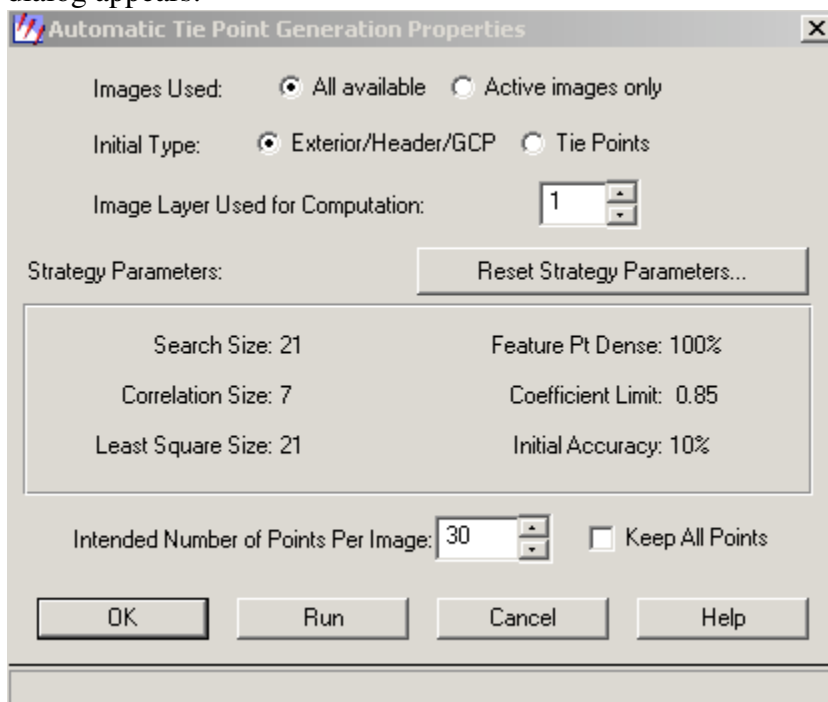 dialog appears.
Automatic Tie Point Generation Properties
Images Used: All available Active images only
Initial Type: Exterior/Header/GCP Tie Points
Image Layer Used for Computation: 1
Strategy Parameters: Reset Strategy Parameters...
Search Size: 21 Feature Pt Dense: 100%
Correlation Size: 7 Coefficient Limit: 0.85
Least Square Size: 21 Initial Accuracy: 10%
Intended Number of Points Per Image: 30 Keep All Points
OK Run Cancel Help